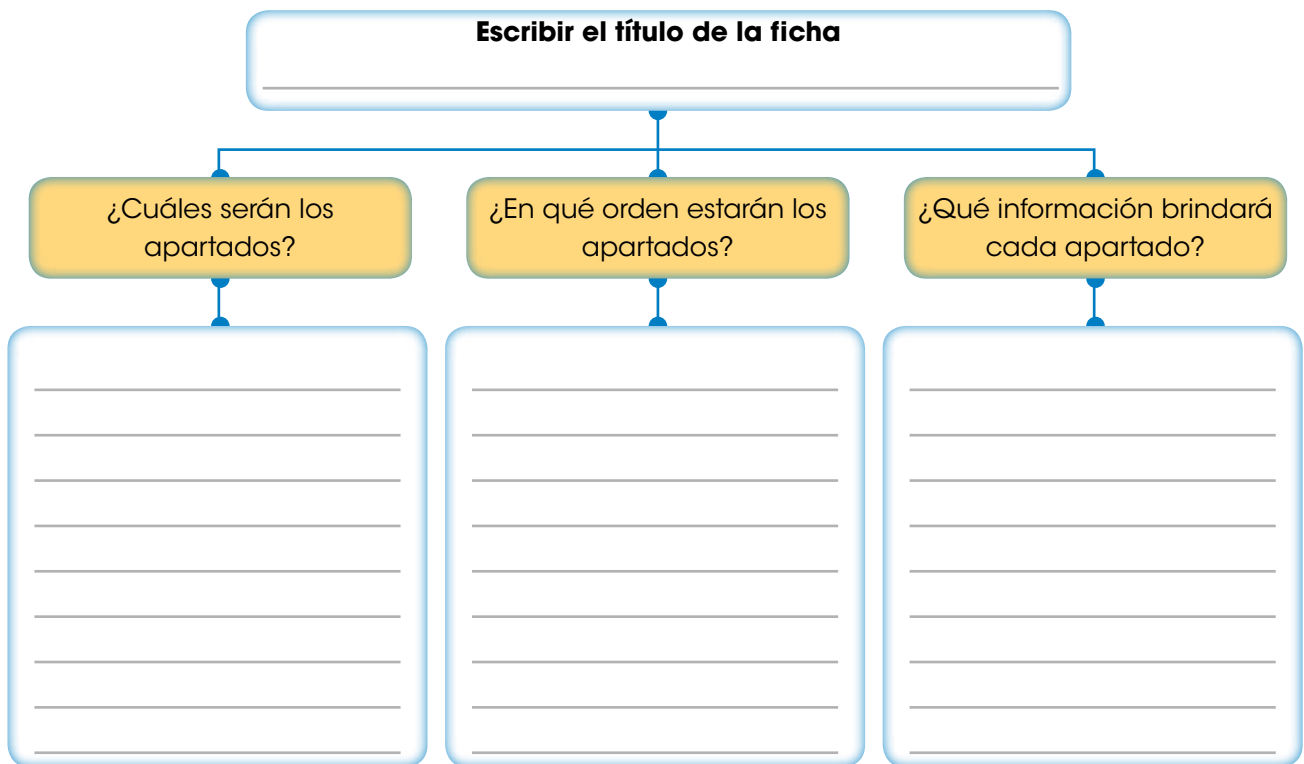 Escribir el título de la ficha
¿Cuáles serán los
apartados?
¿En qué orden estarán los
apartados?
¿Qué información brindará
cada apartado?